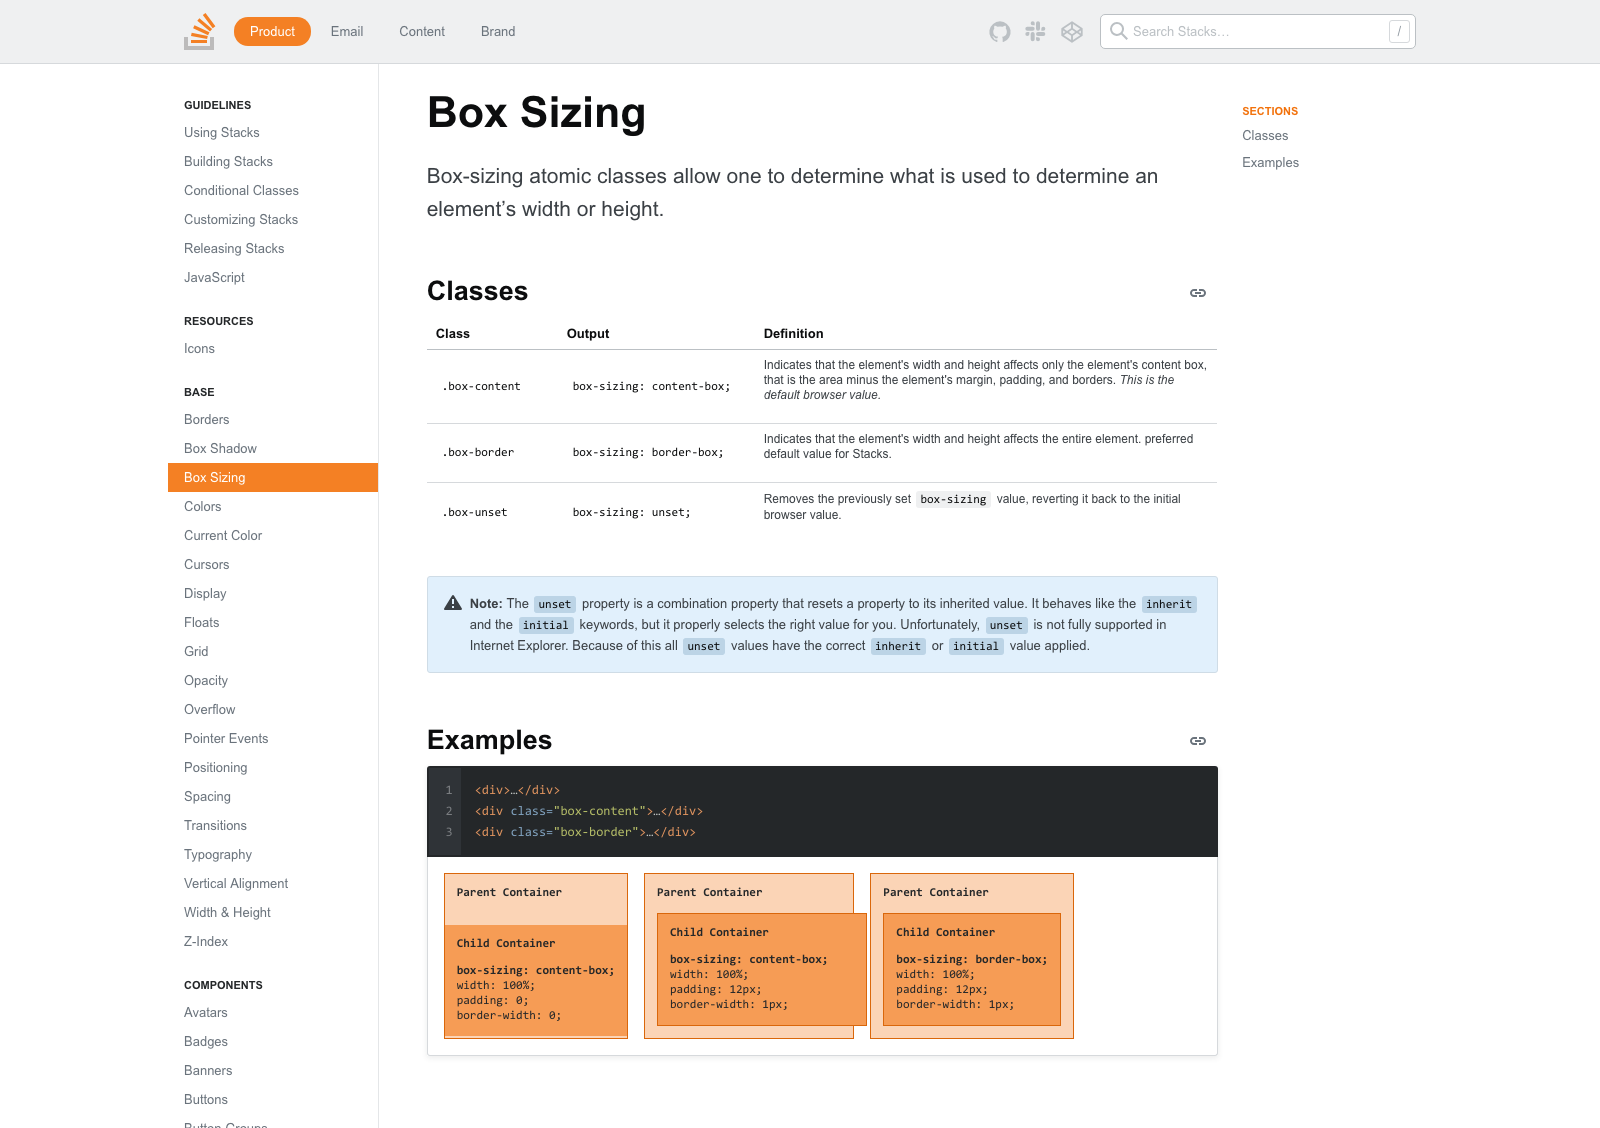 Product
Email
Content
Brand
Search Stacks…
/
GUIDELINES
Using Stacks
Building Stacks
Conditional Classes
Customizing Stacks
Releasing Stacks
JavaScript
RESOURCES
Icons
BASE
Borders
Box Shadow
Box Sizing
Colors
Current Color
Cursors
Display
Floats
Grid
Opacity
Overflow
Pointer Events
Positioning
Spacing
Transitions
Typography
Vertical Alignment
Width & Height
Z-Index
COMPONENTS
Avatars
Badges
Banners
Buttons
Button Groups
Box Sizing
Box-sizing atomic classes allow one to determine what is used to determine an
element’s width or height.
Classes
Class Output Definition
.box-content box-sizing: content-box;
Indicates that the element's width and height affects only the element's content box,
that is the area minus the element's margin, padding, and borders. This is the
default browser value.
.box-border box-sizing: border-box;
Indicates that the element's width and height affects the entire element. preferred
default value for Stacks.
.box-unset box-sizing: unset;
Removes the previously set box-sizing value, reverting it back to the initial
browser value.
Note: The unset property is a combination property that resets a property to its inherited value. It behaves like the inherit
and the initial keywords, but it properly selects the right value for you. Unfortunately, unset is not fully supported in
Internet Explorer. Because of this all unset values have the correct inherit or initial value applied.
Examples
1 <div>…</div>
2 <div class="box-content">…</div>
3 <div class="box-border">…</div>
Parent Container
Child Container
box-sizing: content-box;
width: 100%;
padding: 0;
border-width: 0;
Parent Container
Child Container
box-sizing: content-box;
width: 100%;
padding: 12px;
border-width: 1px;
Parent Container
Child Container
box-sizing: border-box;
width: 100%;
padding: 12px;
border-width: 1px;
SECTIONS
Classes
Examples